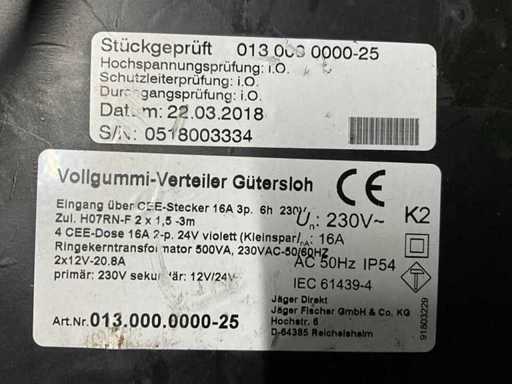 Stückgeprüft 013.000.0000-25
Hochspannungsprüfung: i.O.
Schutzleiterprüfung: i.O.
Durchgangsprüfung: i.O.
Datum: 22.03.2018
S/N: 0518003334
Vollgummi-Verteiler Gütersloh CE
Eingang über CEE-Stecker 16A 3p. 6h 230V
Zul. H07RN-F 2 x 1,5 -3m
4 CEE-Dose 16A 2-p. 24V violett (Kleinspan
Ringkerntransformator 500VA, 230VAC-50/60HZ
2x12V-20.8A
primär: 230V sekundär: 12V/24V
Un: 230V~ K2
InA: 16A
AC 50Hz IP54
IEC 61439-4
Jäger Direkt
Jäger Fischer GmbH & Co. KG
Hochstr. 6
D-64385 Reichelsheim
91803229
Art.Nr. 013.000.0000-25